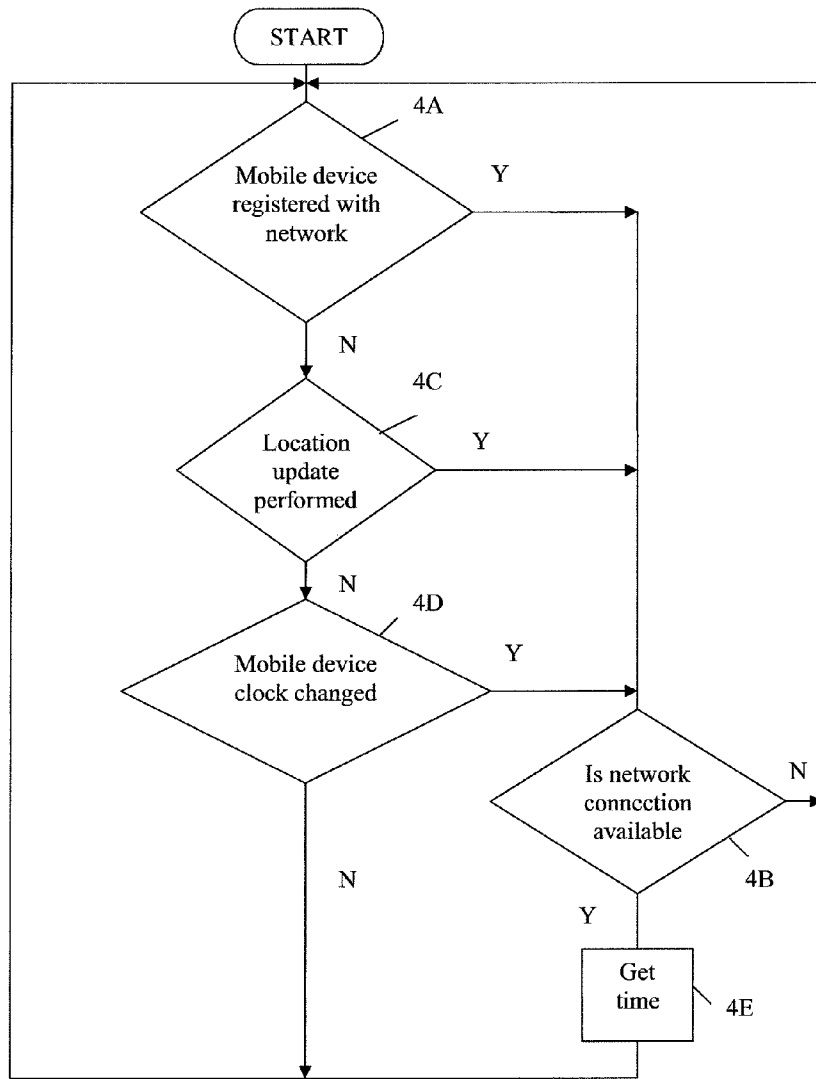 START
4A
Mobile device
registered with
network
Y
N
4C
Location
update
performed
Y
N
4D
Mobile device
clock changed
Y
N
Is network
connection
available
N
4B
Y
Get
time
4E